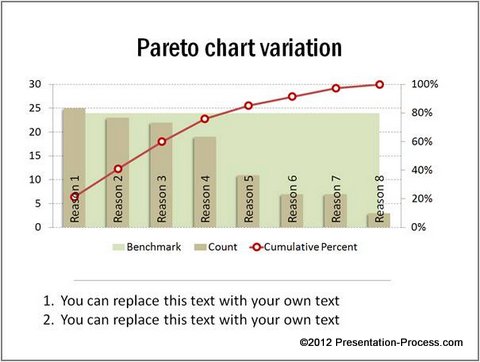 Pareto chart variation
30 100%
25 80%
20 60%
15
10 40%
5 20%
0 0%
Reason 1 Reason 2 Reason 3 Reason 4 Reason 5 Reason 6 Reason 7 Reason 8
Benchmark Count Cumulative Percent
1. You can replace this text with your own text
2. You can replace this text with your own text
©2012 Presentation-Process.com